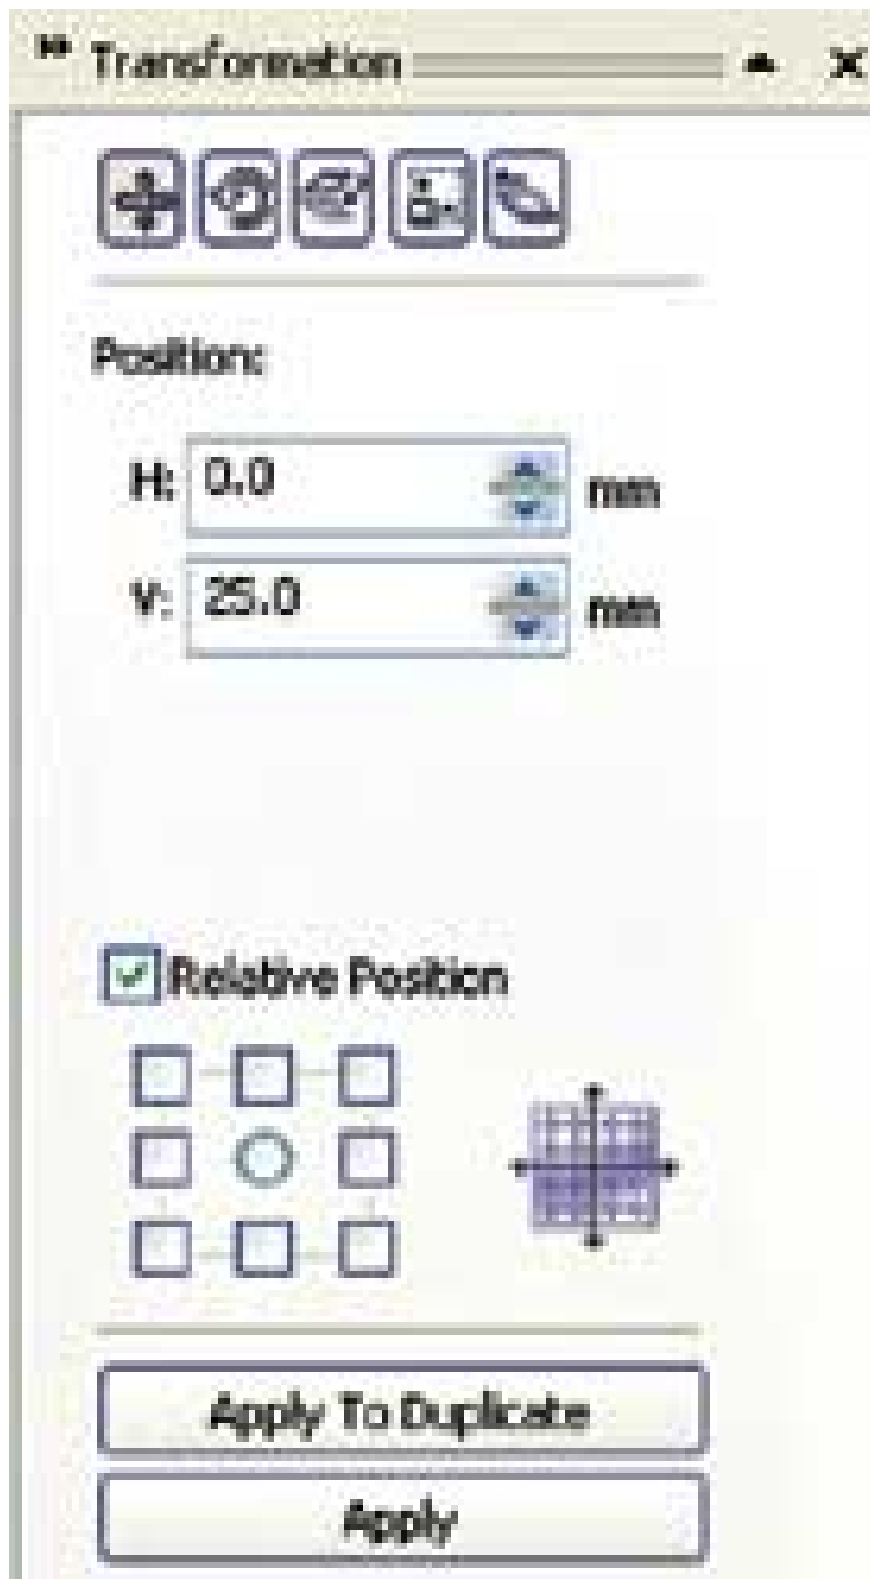 Transformation
Position:
H: 0.0 mm
V: 25.0 mm
Relative Position
Apply To Duplicate
Apply